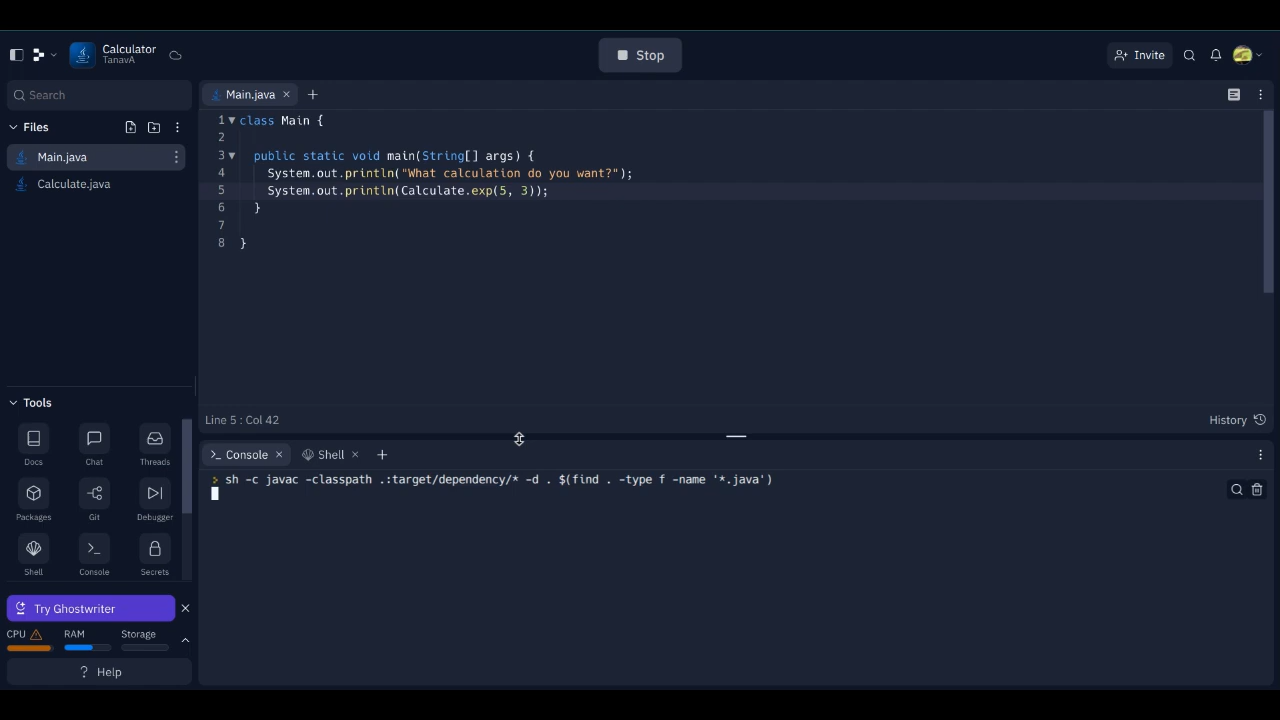 Calculator
TanavA
Stop
Invite
Search
Main.java
Files
Main.java
Calculate.java
1 class Main {
2
3   public static void main(String[] args) {
4     System.out.println("What calculation do you want?");
5     System.out.println(Calculate.exp(5, 3));
6   }
7
8 }
Tools
Docs Chat Threads
Packages Git Debugger
Shell Console Secrets
Line 5 : Col 42
History
Console Shell
sh -c javac -classpath .:target/dependency/* -d . $(find . -type f -name '*.java')
Try Ghostwriter
CPU RAM Storage
? Help